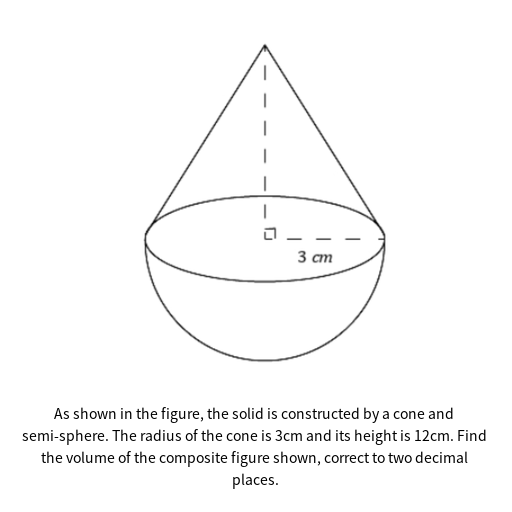 3 cm
As shown in the figure, the solid is constructed by a cone and
semi-sphere. The radius of the cone is 3cm and its height is 12cm. Find
the volume of the composite figure shown, correct to two decimal
places.